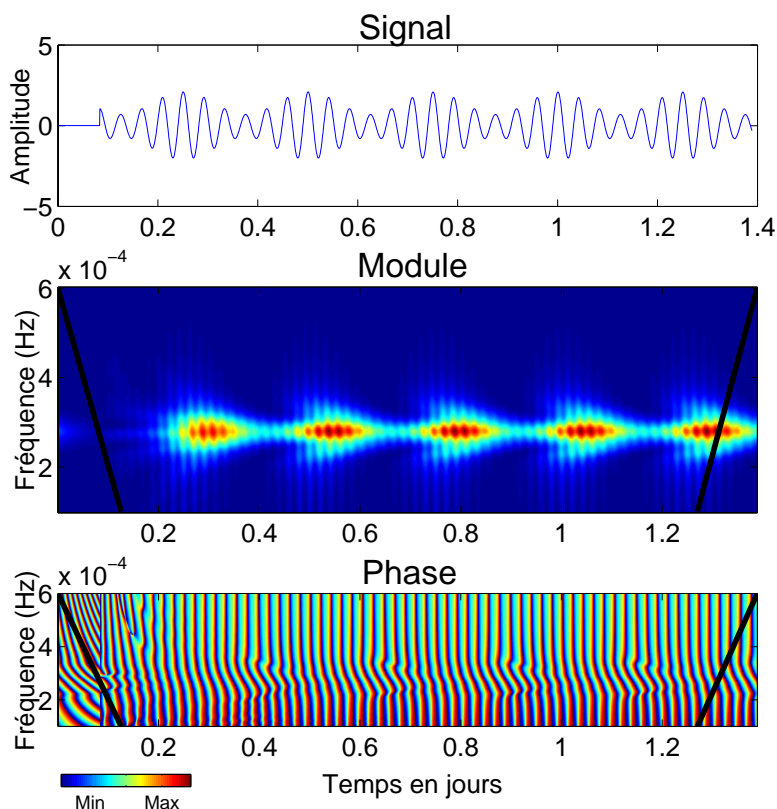 Signal
5
0
−5
Amplitude
0 0.2 0.4 0.6 0.8 1 1.2 1.4
Module
x 10⁻⁴
6
4
2
Fréquence (Hz)
0.2 0.4 0.6 0.8 1 1.2
Phase
x 10⁻⁴
6
4
2
Fréquence (Hz)
0.2 0.4 0.6 0.8 1 1.2
Temps en jours
Min Max